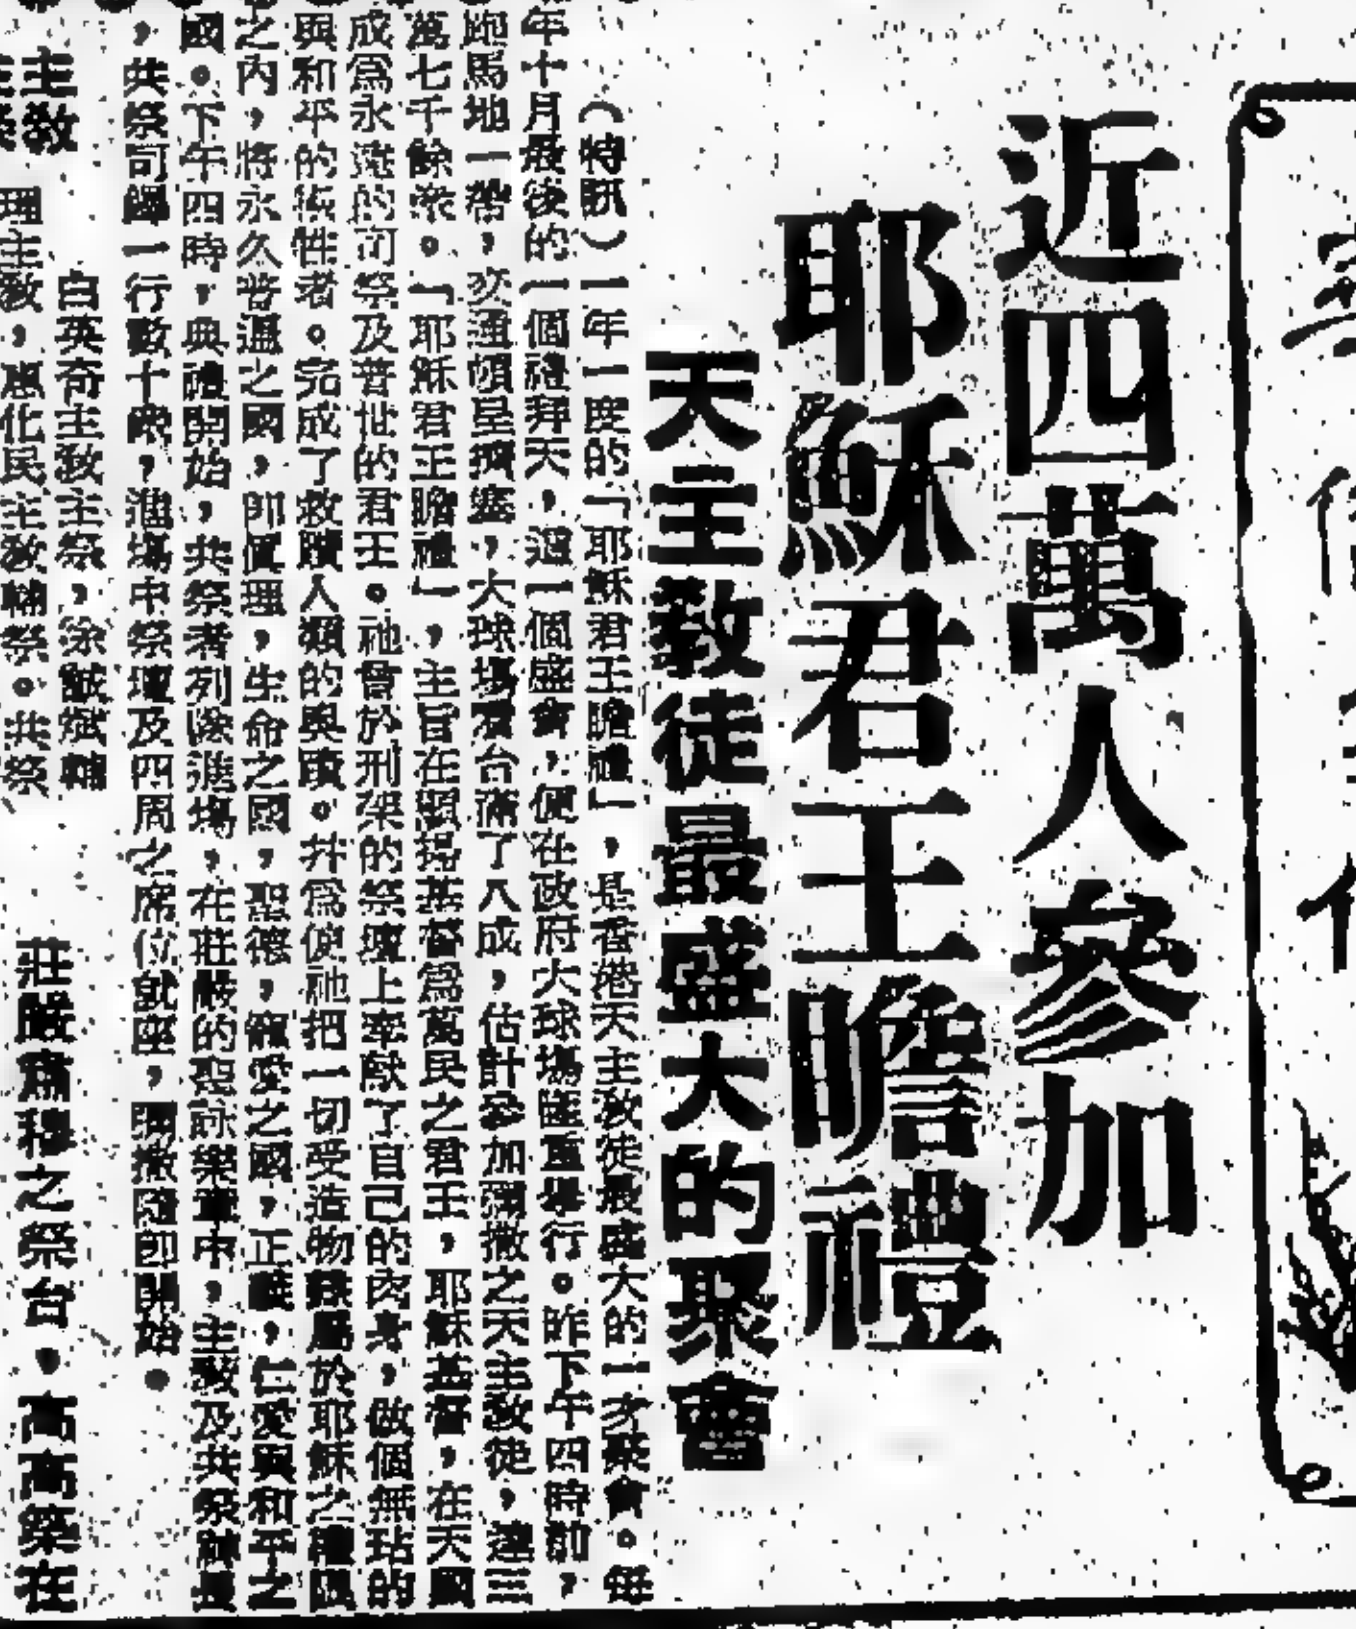 近四萬人參加
耶穌君王瞻禮
天主教徒最盛大的聚會
（特訊）一年一度的「耶穌君王瞻禮」，是香港天主教徒最盛大的一次聚會。每
年十月最後的一個禮拜天，這一個盛會，便在政府大球場隆重舉行。昨下午四時前，
跑馬地一帶，交通頓呈擠塞，大球場看台滿了八成，估計參加彌撒之天主教徒，達三
萬七千餘衆。「耶穌君王瞻禮」，主旨在顯揚基督爲萬民之君王，耶穌基督，在天國
成爲永遠的司祭及普世的君王。祂曾於刑架的祭壇上奉献了自己的肉身，做個無玷的
與和平的犧牲者。完成了救贖人類的奥蹟。幷爲使祂把一切受造物隸屬於耶穌之權
之內，將永久普遍之國，卽眞理，生命之國，聖德，寵愛之國，正義，仁愛與和平之
國。下午四時，典禮開始，共祭者列隊進塲，在莊嚴的聖詠樂章中，主教及共祭
，共祭司鐸一行數十衆，進塲中祭壇及四周之席位就座，彌撒隨卽開始。
主教 白英奇主教主祭，徐誠斌輔
理主教，惠化民主教輔祭。共祭
莊嚴肅穆之祭台，高高築在